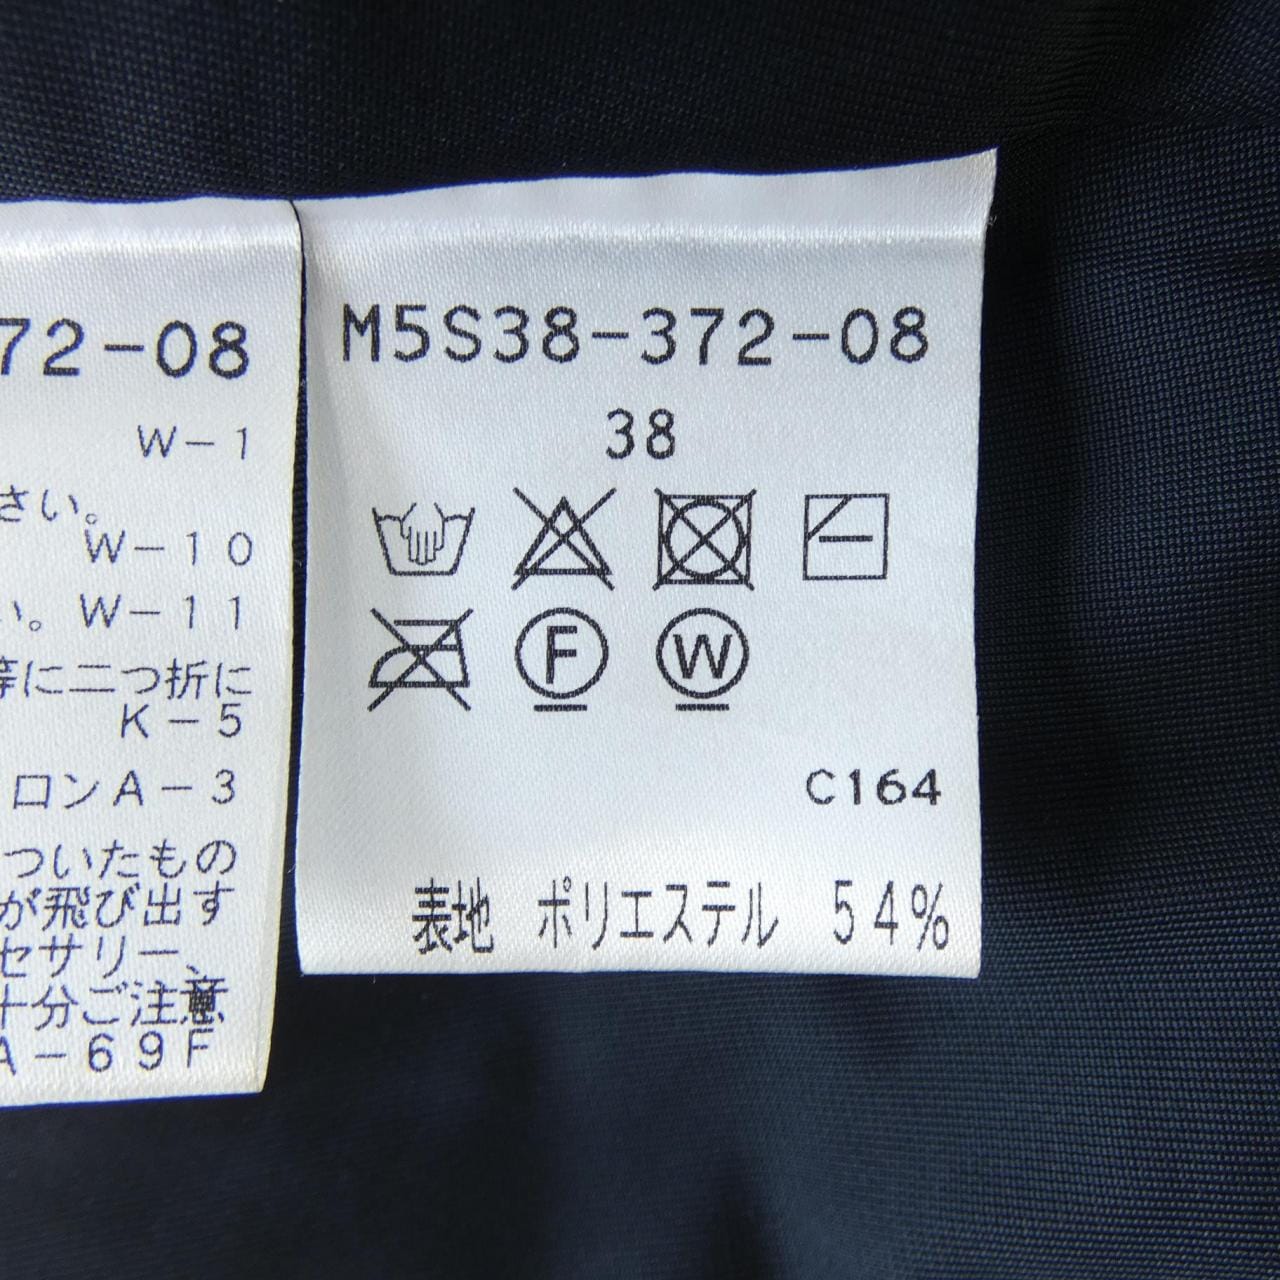 72-08
W-1
さい。
W-10
い。W-11
等に二つ折に
K-5
ロンA-3
ついたもの
が飛び出す
セサリー、
十分ご注意
A-69F
M5S38-372-08
38
F
W
C164
表地 ポリエステル 54%